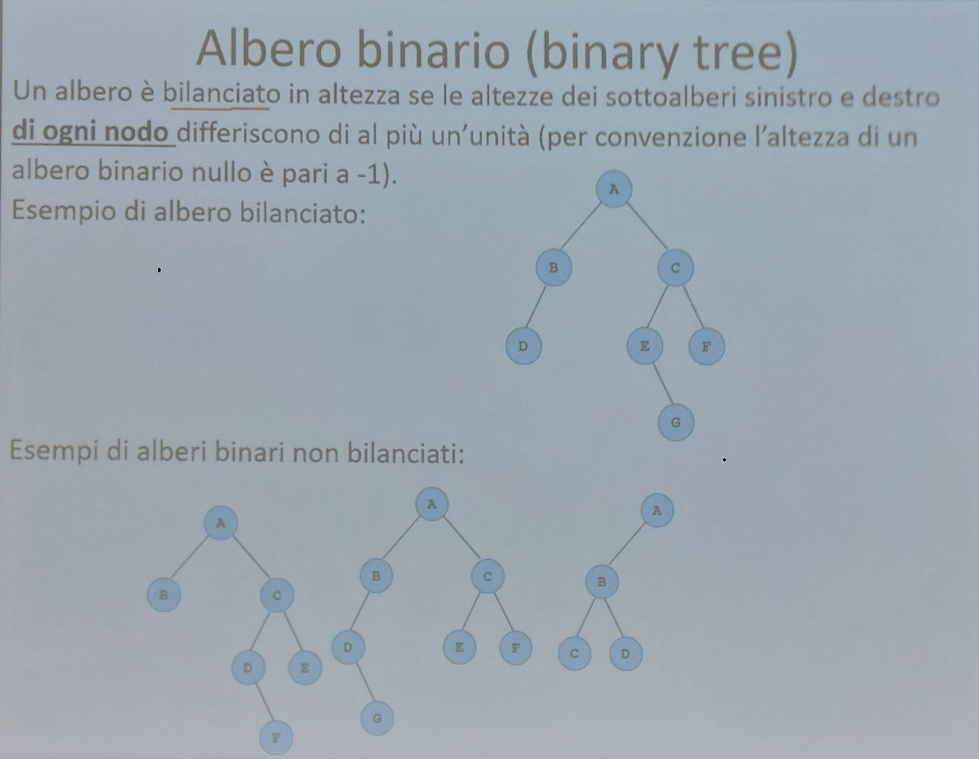 Albero binario (binary tree)
Un albero è bilanciato in altezza se le altezze dei sottoalberi sinistro e destro
di ogni nodo differiscono di al più un'unità (per convenzione l'altezza di un
albero binario nullo è pari a -1).
Esempio di albero bilanciato:
A
B C
D E F
G
Esempi di alberi binari non bilanciati:
A A A
B C B C B
D E D E F C D
F G